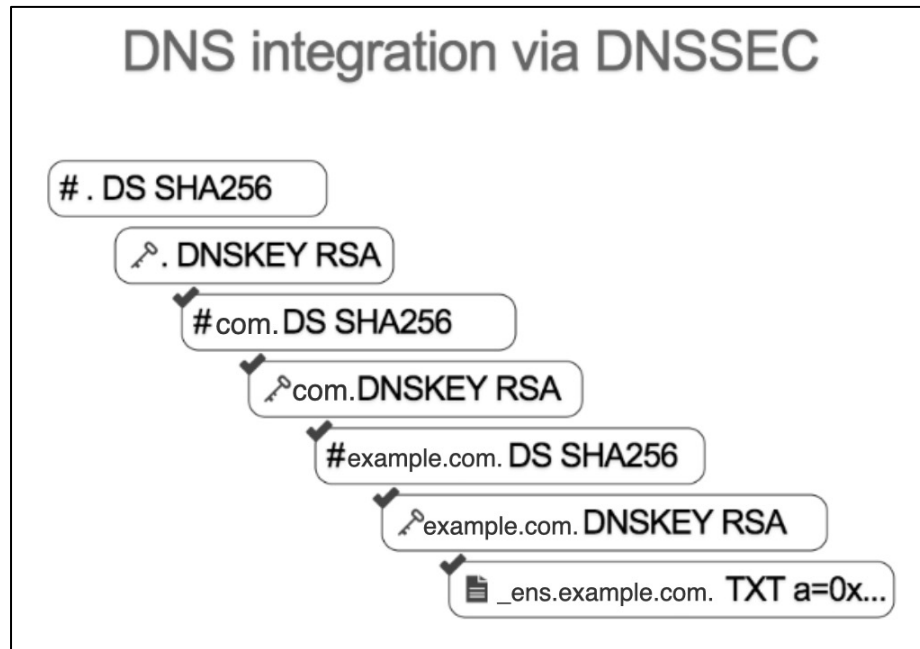 DNS integration via DNSSEC
# . DS SHA256
. DNSKEY RSA
#com. DS SHA256
com.DNSKEY RSA
#example.com. DS SHA256
example.com. DNSKEY RSA
_ens.example.com. TXT a=0x...